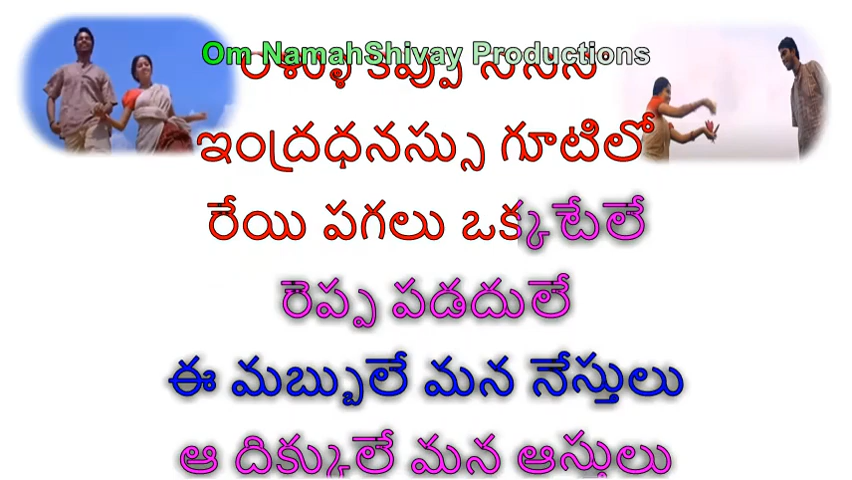 Om NamahShivay Productions
ఇంద్రధనస్సు గూటిలో
రేయి పగలు ఒక్కటేలే
రెప్ప పడదులే
ఈ మబ్బులే మన నేస్తులు
ఆ దిక్కులే మన ఆస్తులు